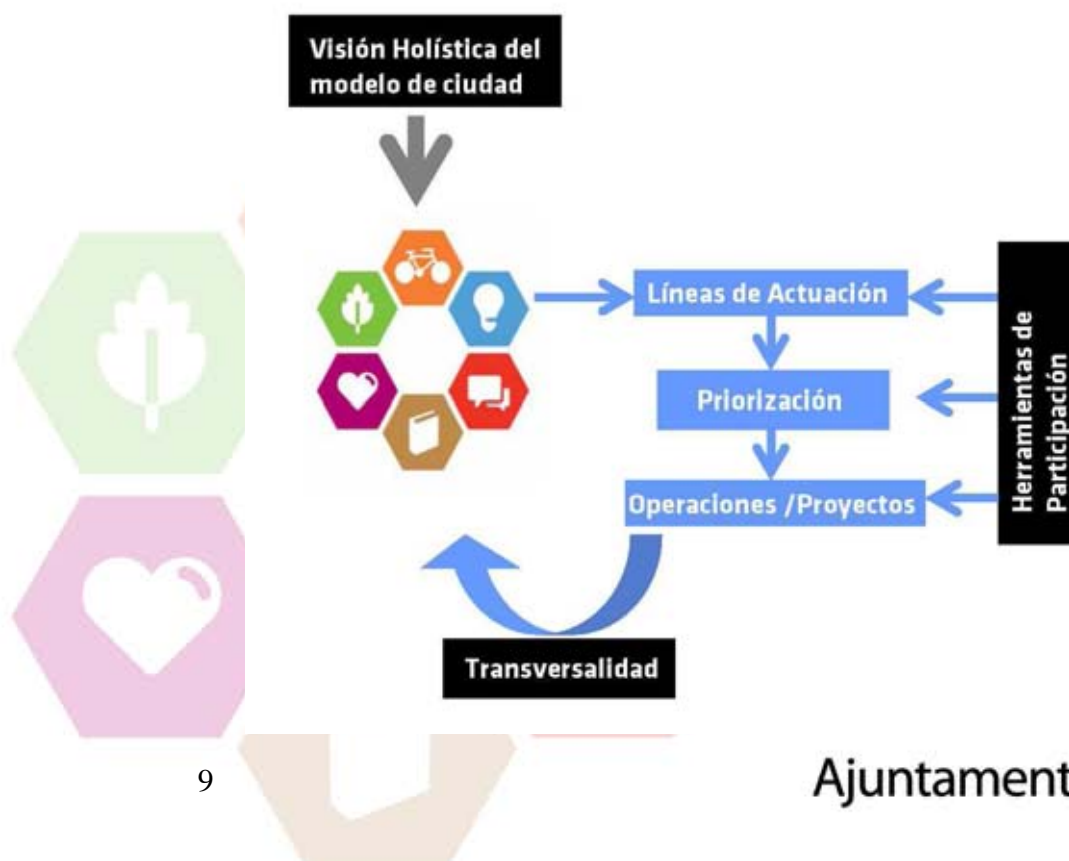 Visión Holística del
modelo de ciudad
Líneas de Actuación
Priorización
Operaciones /Proyectos
Herramientas de
Participación
Transversalidad
9
Ajuntament